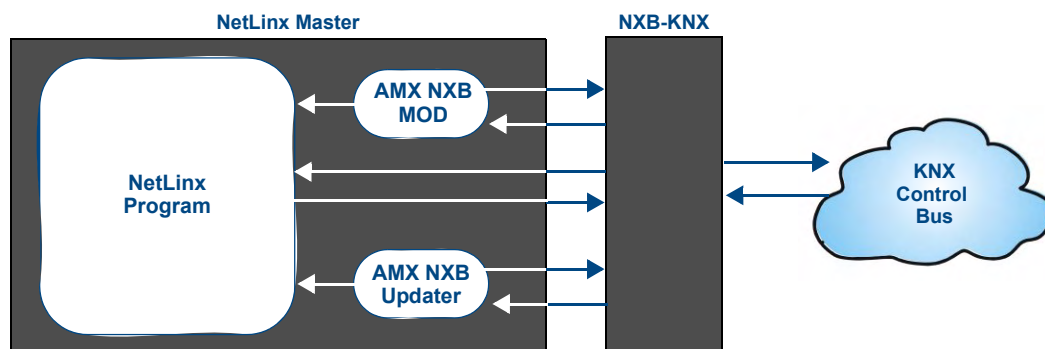 NetLinx Master
NXB-KNX
AMX NXB
MOD
NetLinx
Program
KNX
Control
Bus
AMX NXB
Updater